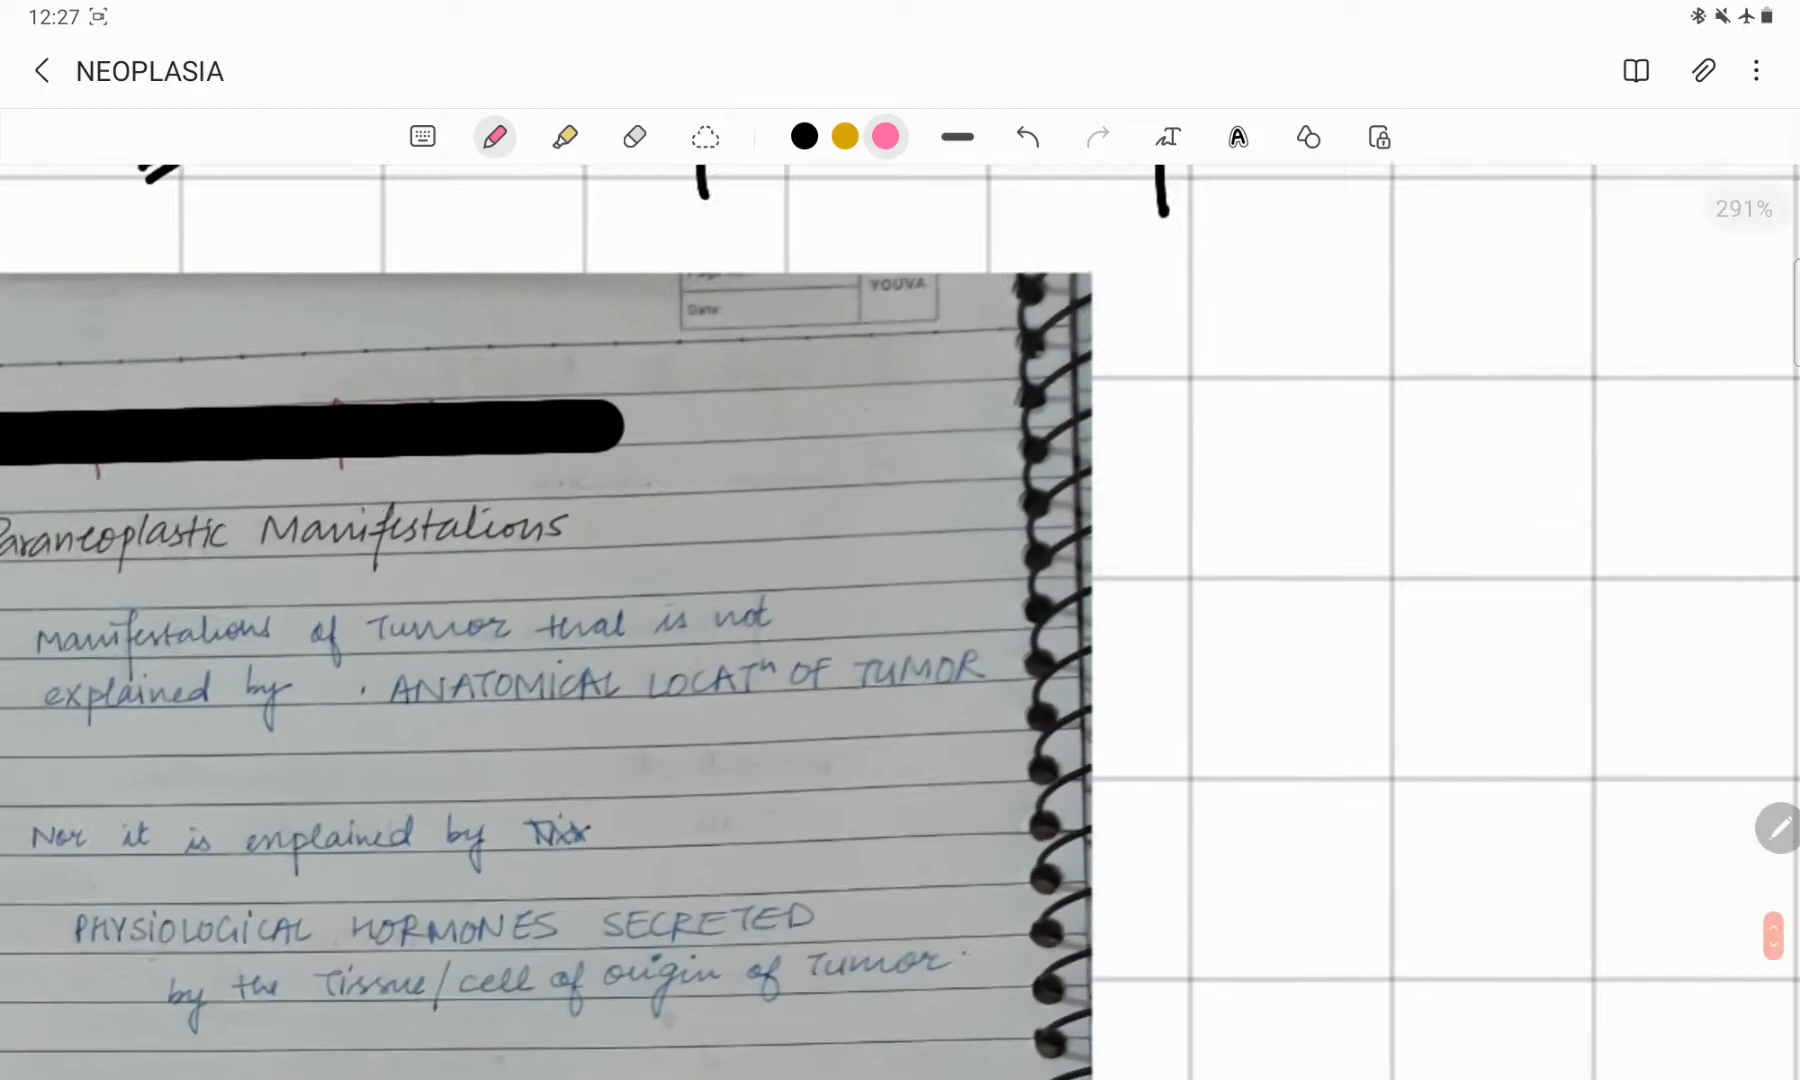 12:27
NEOPLASIA
291%
YOUVA
Date:
Paraneoplastic Manifestations
Manifestations of Tumor that is not
explained by . ANATOMICAL LOCATⁿ OF TUMOR
Nor it is enplained by
PHYSIOLOGICAL HORMONES SECRETED
by the Tissue/cell of origin of Tumor.